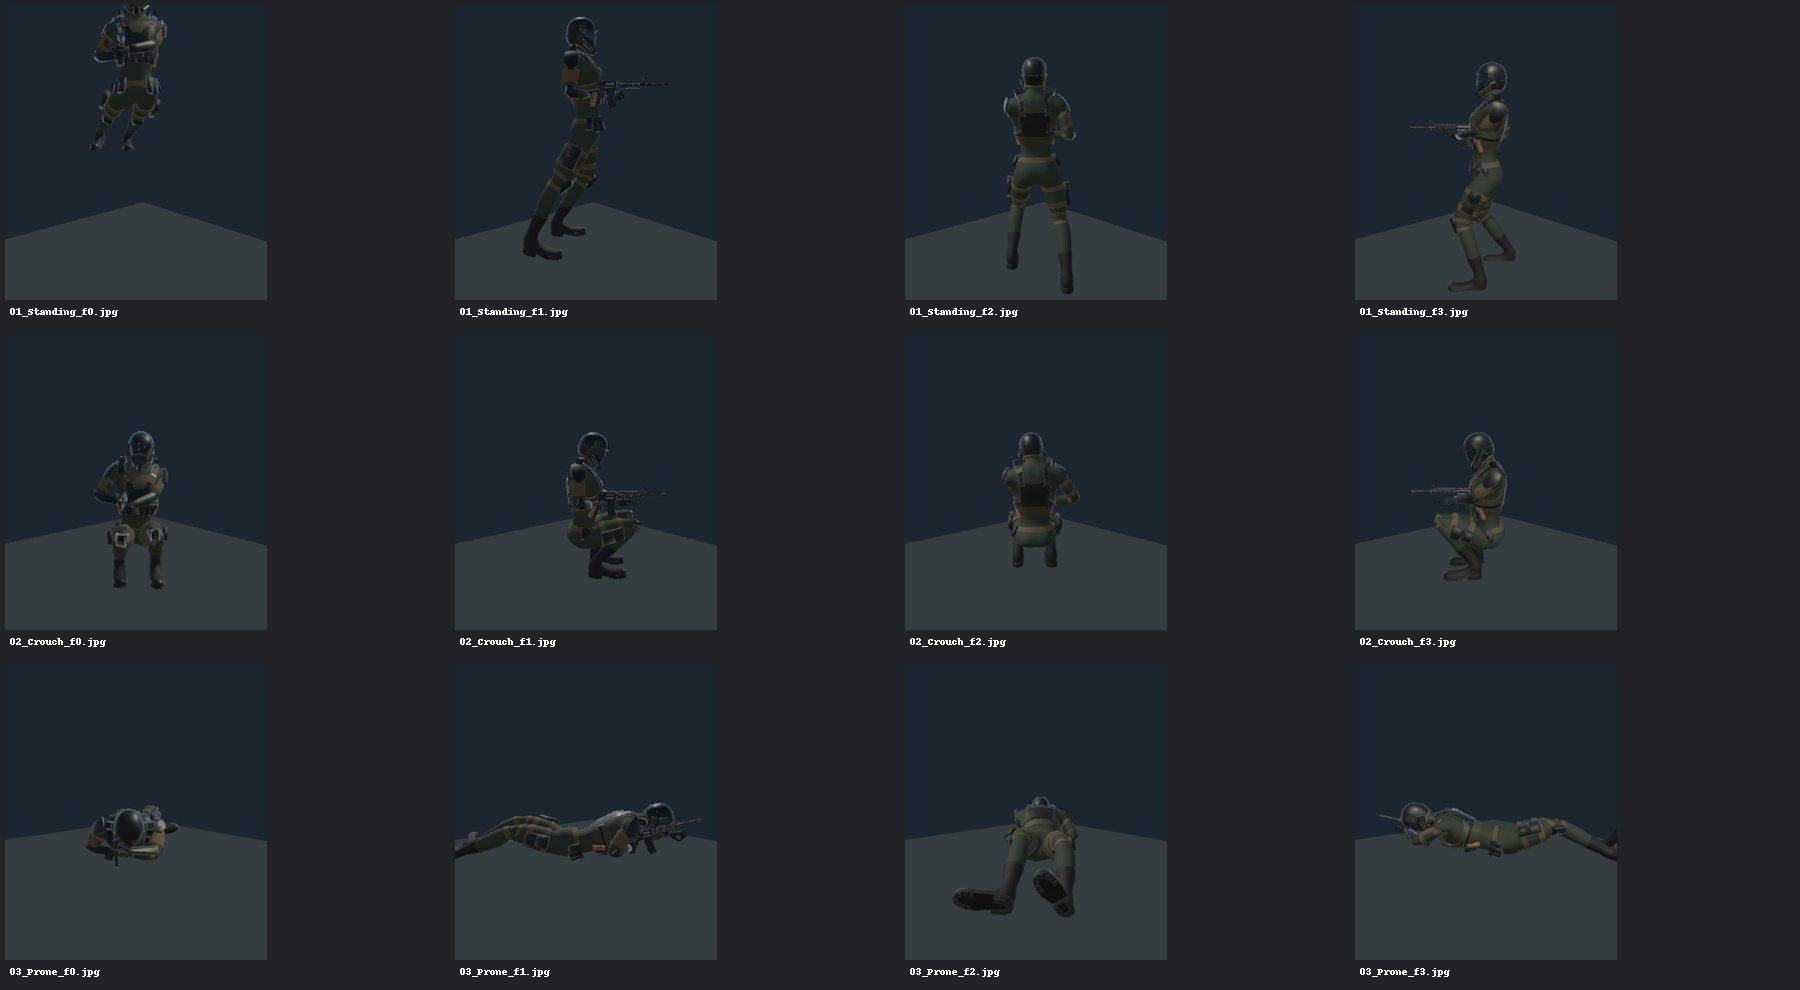 01_Standing_f0.jpg
01_Standing_f1.jpg
01_Standing_f2.jpg
01_Standing_f3.jpg
02_Crouch_f0.jpg
02_Crouch_f1.jpg
02_Crouch_f2.jpg
02_Crouch_f3.jpg
03_Prone_f0.jpg
03_Prone_f1.jpg
03_Prone_f2.jpg
03_Prone_f3.jpg